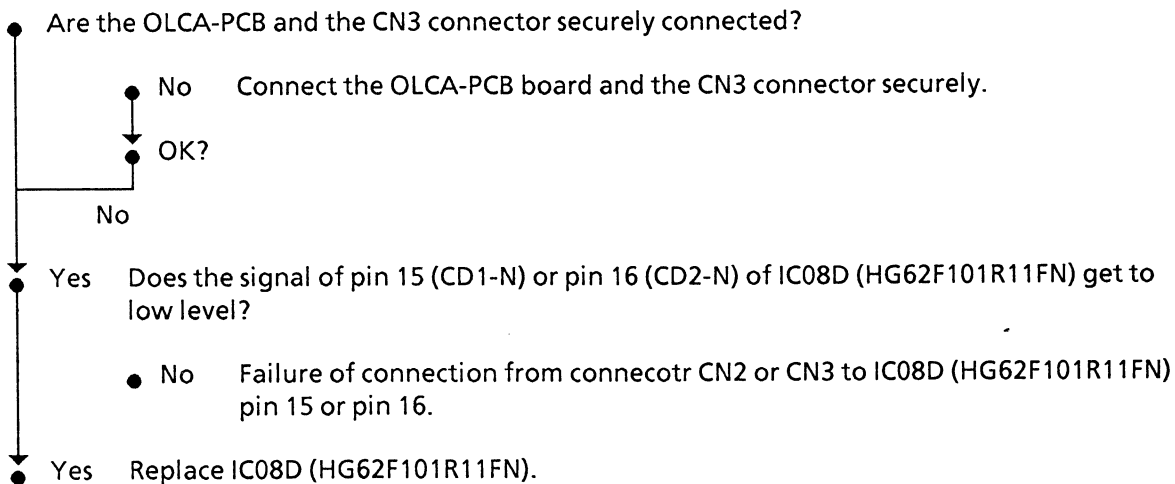 Are the OLCA-PCB and the CN3 connector securely connected?
No Connect the OLCA-PCB board and the CN3 connector securely.
OK?
No
Yes Does the signal of pin 15 (CD1-N) or pin 16 (CD2-N) of IC08D (HG62F101R11FN) get to
low level?
No Failure of connection from connecotr CN2 or CN3 to IC08D (HG62F101R11FN)
pin 15 or pin 16.
Yes Replace IC08D (HG62F101R11FN).